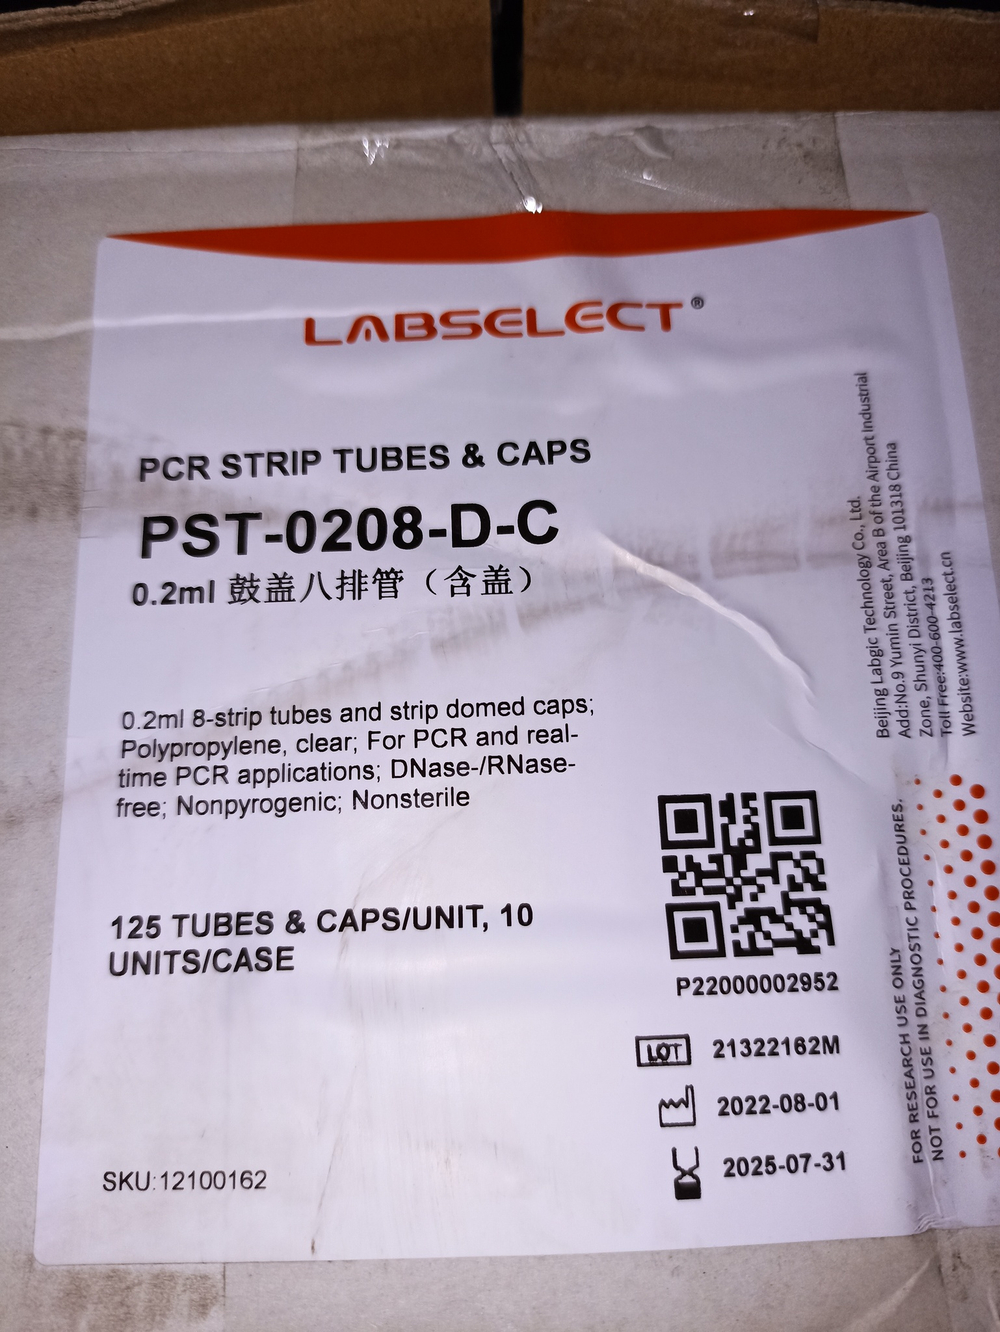 LABSELECT®
PCR STRIP TUBES & CAPS
PST-0208-D-C
0.2ml 鼓盖八排管（含盖）
0.2ml 8-strip tubes and strip domed caps;
Polypropylene, clear; For PCR and real-
time PCR applications; DNase-/RNase-
free; Nonpyrogenic; Nonsterile
125 TUBES & CAPS/UNIT, 10
UNITS/CASE
P22000002952
LOT 21322162M
2022-08-01
2025-07-31
SKU:12100162
Beijing Labgic Technology Co., Ltd.
Add:No.9 Yumin Street, Area B of the Airport Industrial
Zone, Shunyi District, Beijing 101318 China
Toll Free:400-600-4213
Website:www.labselect.cn
FOR RESEARCH USE ONLY
NOT FOR USE IN DIAGNOSTIC PROCEDURES.